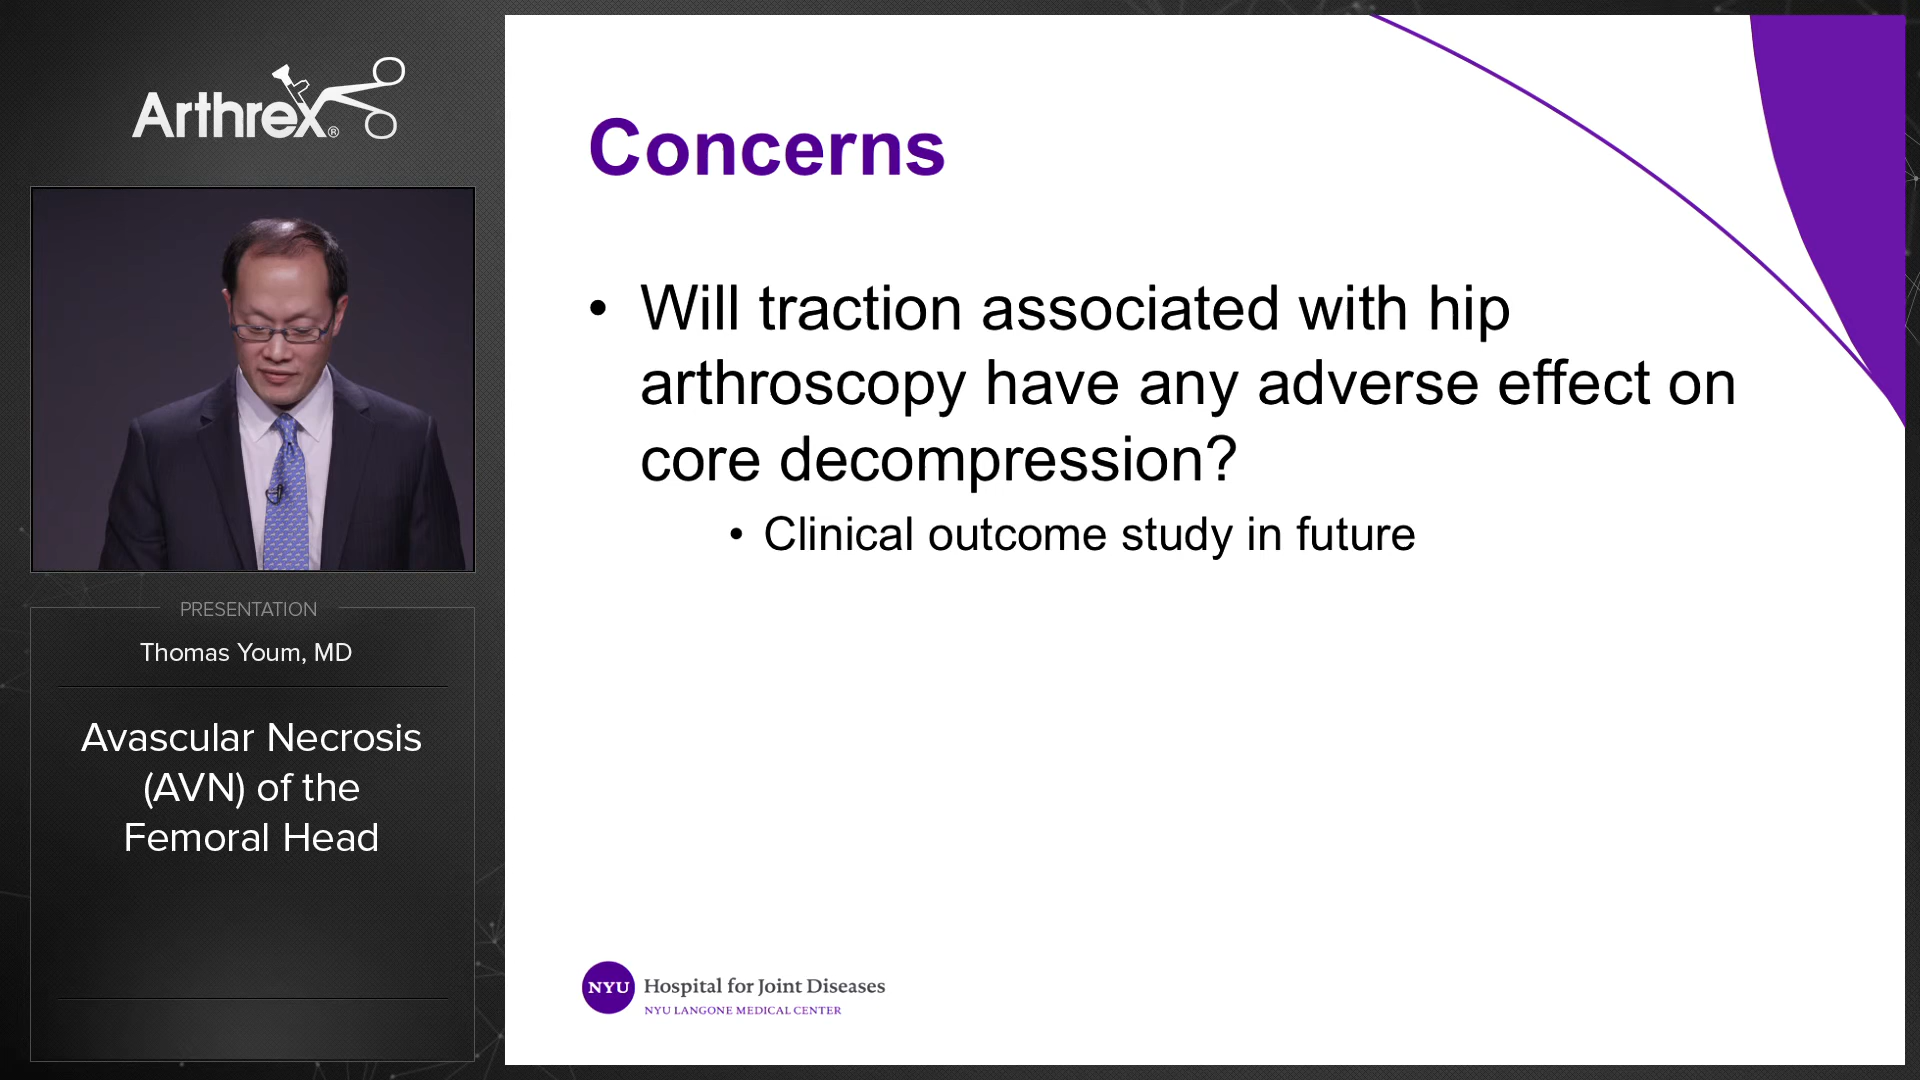 Arthrex®
PRESENTATION
Thomas Youm, MD
Avascular Necrosis
(AVN) of the
Femoral Head
Concerns
• Will traction associated with hip
arthroscopy have any adverse effect on
core decompression?
• Clinical outcome study in future
NYU Hospital for Joint Diseases
NYU LANGONE MEDICAL CENTER